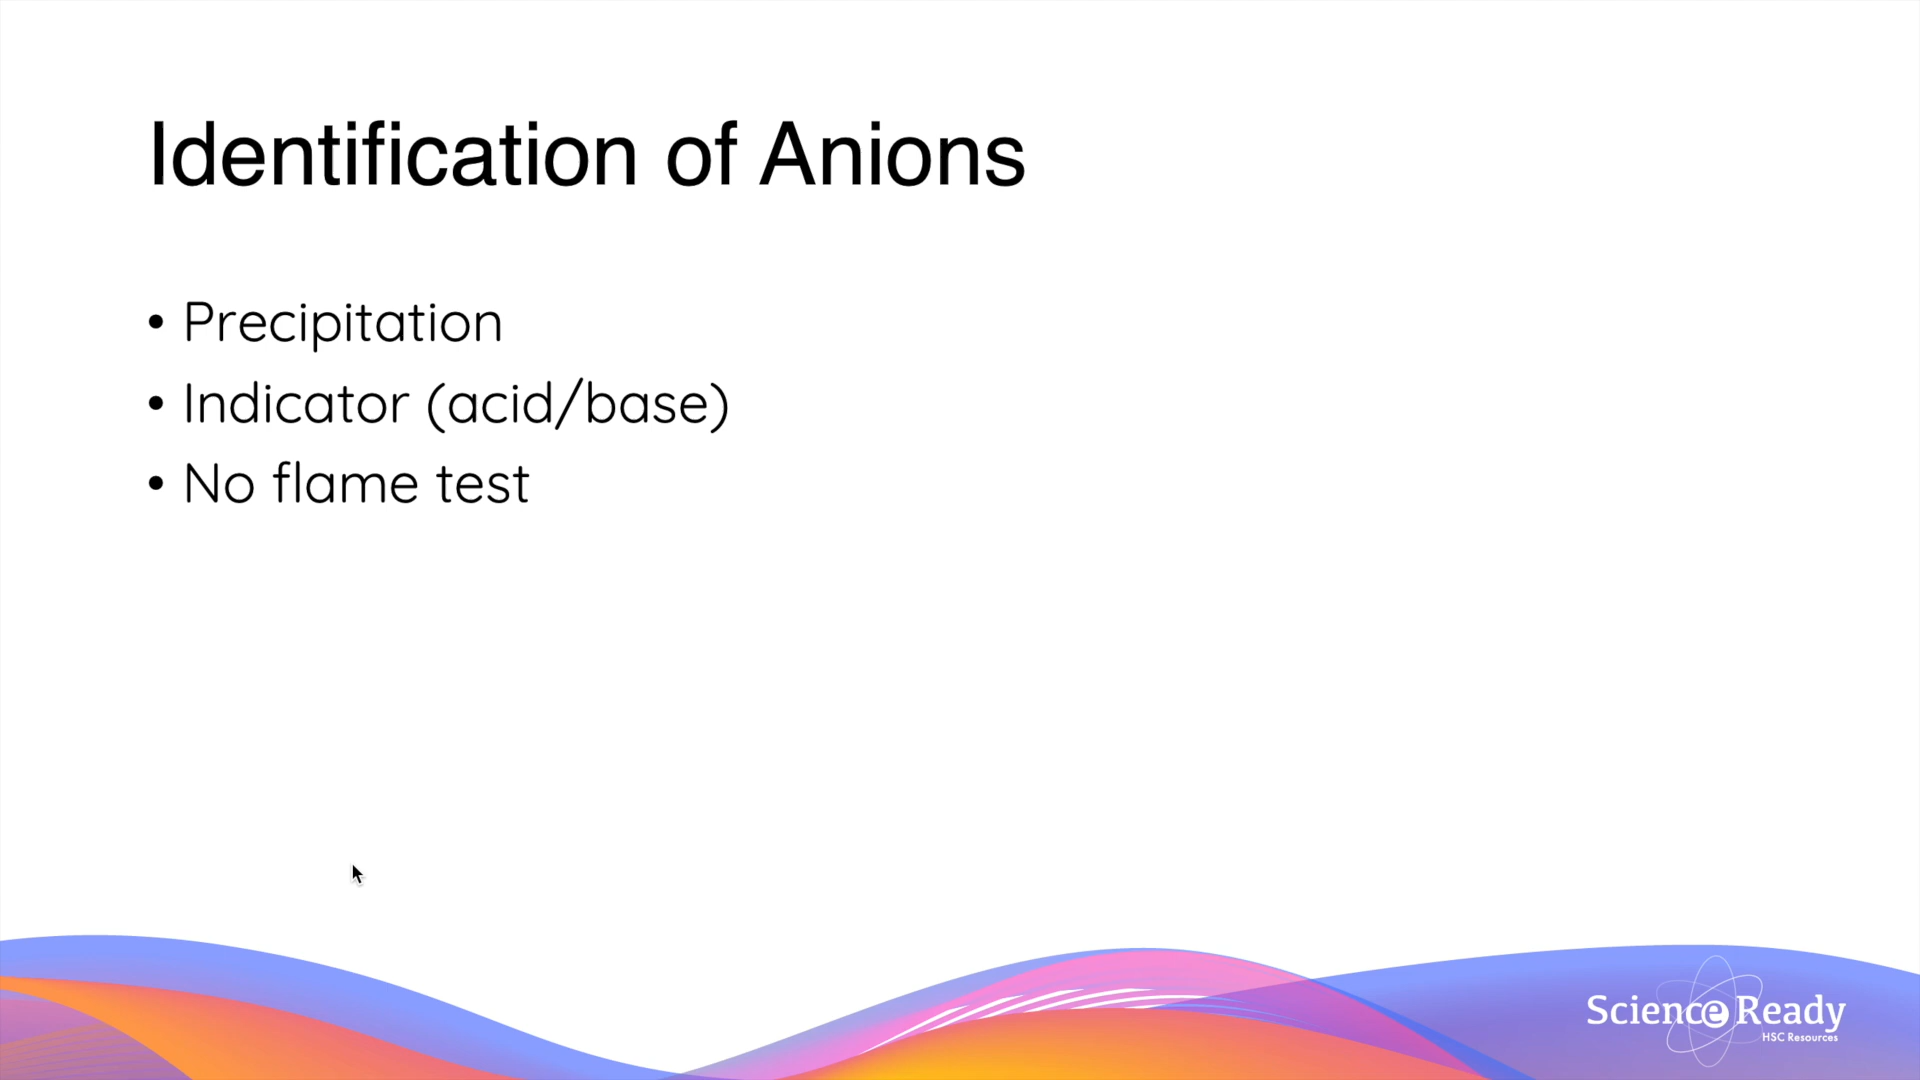 Identification of Anions
• Precipitation
• Indicator (acid/base)
• No flame test
Science Ready
HSC Resources